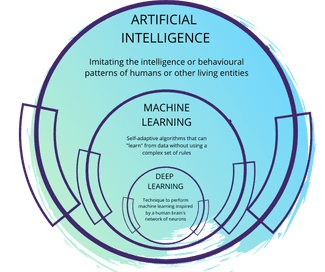 ARTIFICIAL
INTELLIGENCE
Imitating the intelligence or behavioural
patterns of humans or other living entities
MACHINE
LEARNING
Self-adaptive algorithms that can
"learn" from data without using a
complex set of rules
DEEP
LEARNING
Technique to perform
machine learning inspired
by a human brain's
network of neurons